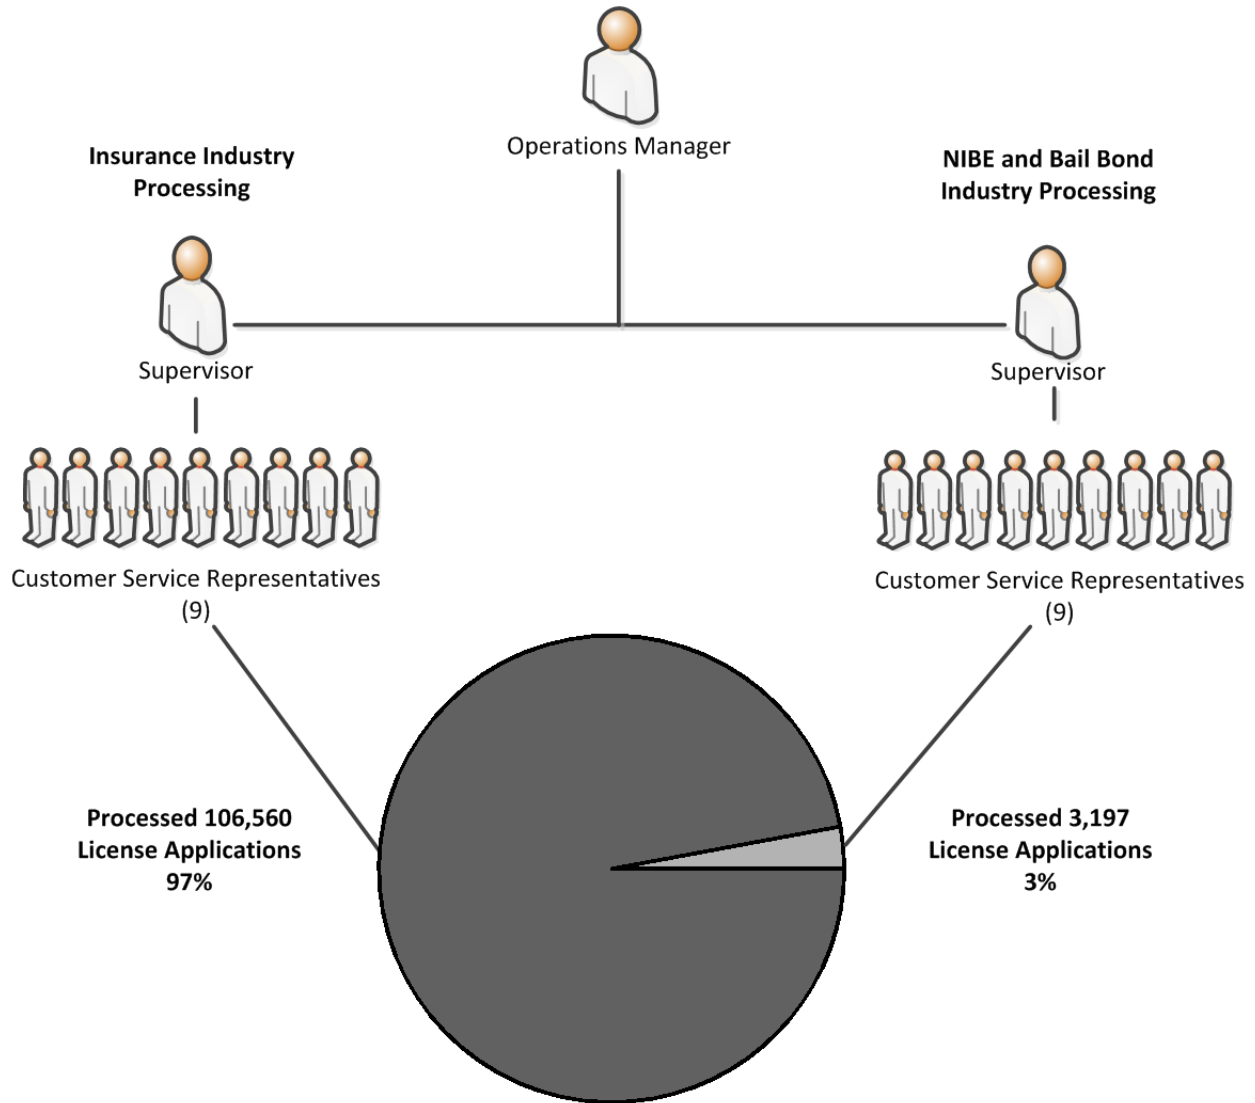 Operations Manager
Insurance Industry
Processing
NIBE and Bail Bond
Industry Processing
Supervisor
Supervisor
Customer Service Representatives
(9)
Customer Service Representatives
(9)
Processed 106,560
License Applications
97%
Processed 3,197
License Applications
3%